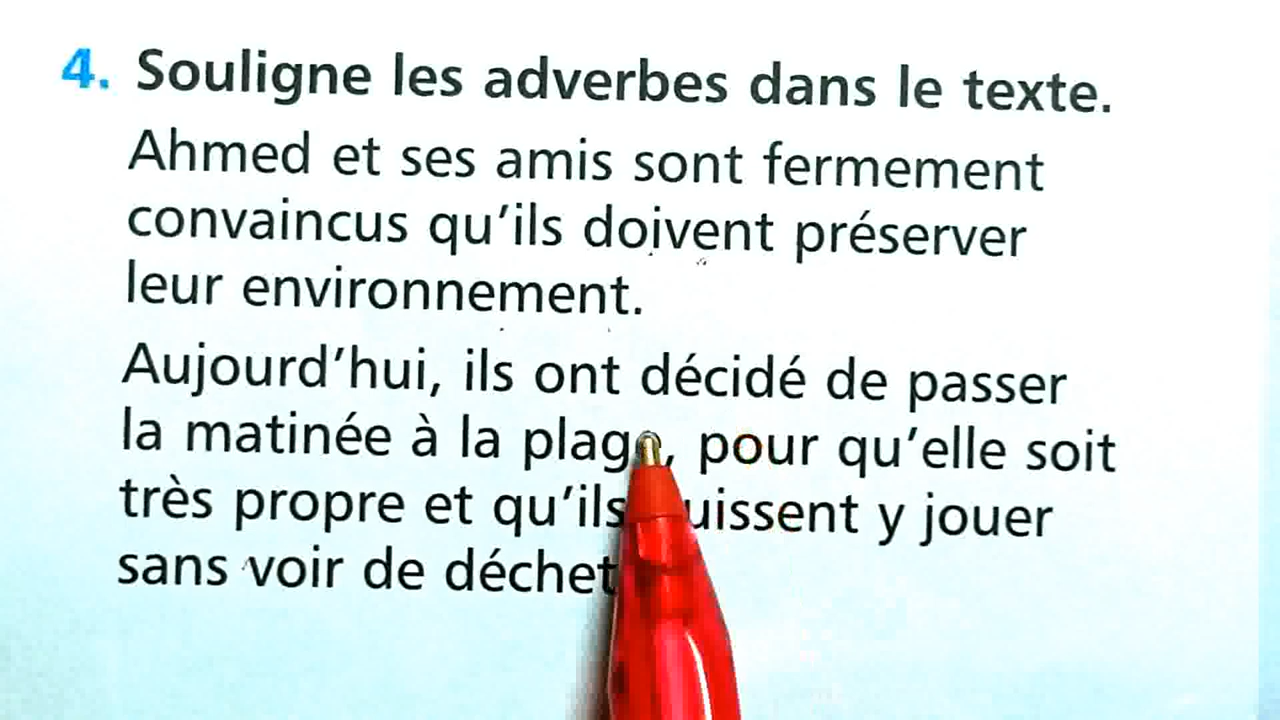 4. Souligne les adverbes dans le texte.
Ahmed et ses amis sont fermement
convaincus qu'ils doivent préserver
leur environnement.
Aujourd'hui, ils ont décidé de passer
la matinée à la plage, pour qu'elle soit
très propre et qu'ils puissent y jouer
sans voir de déchet